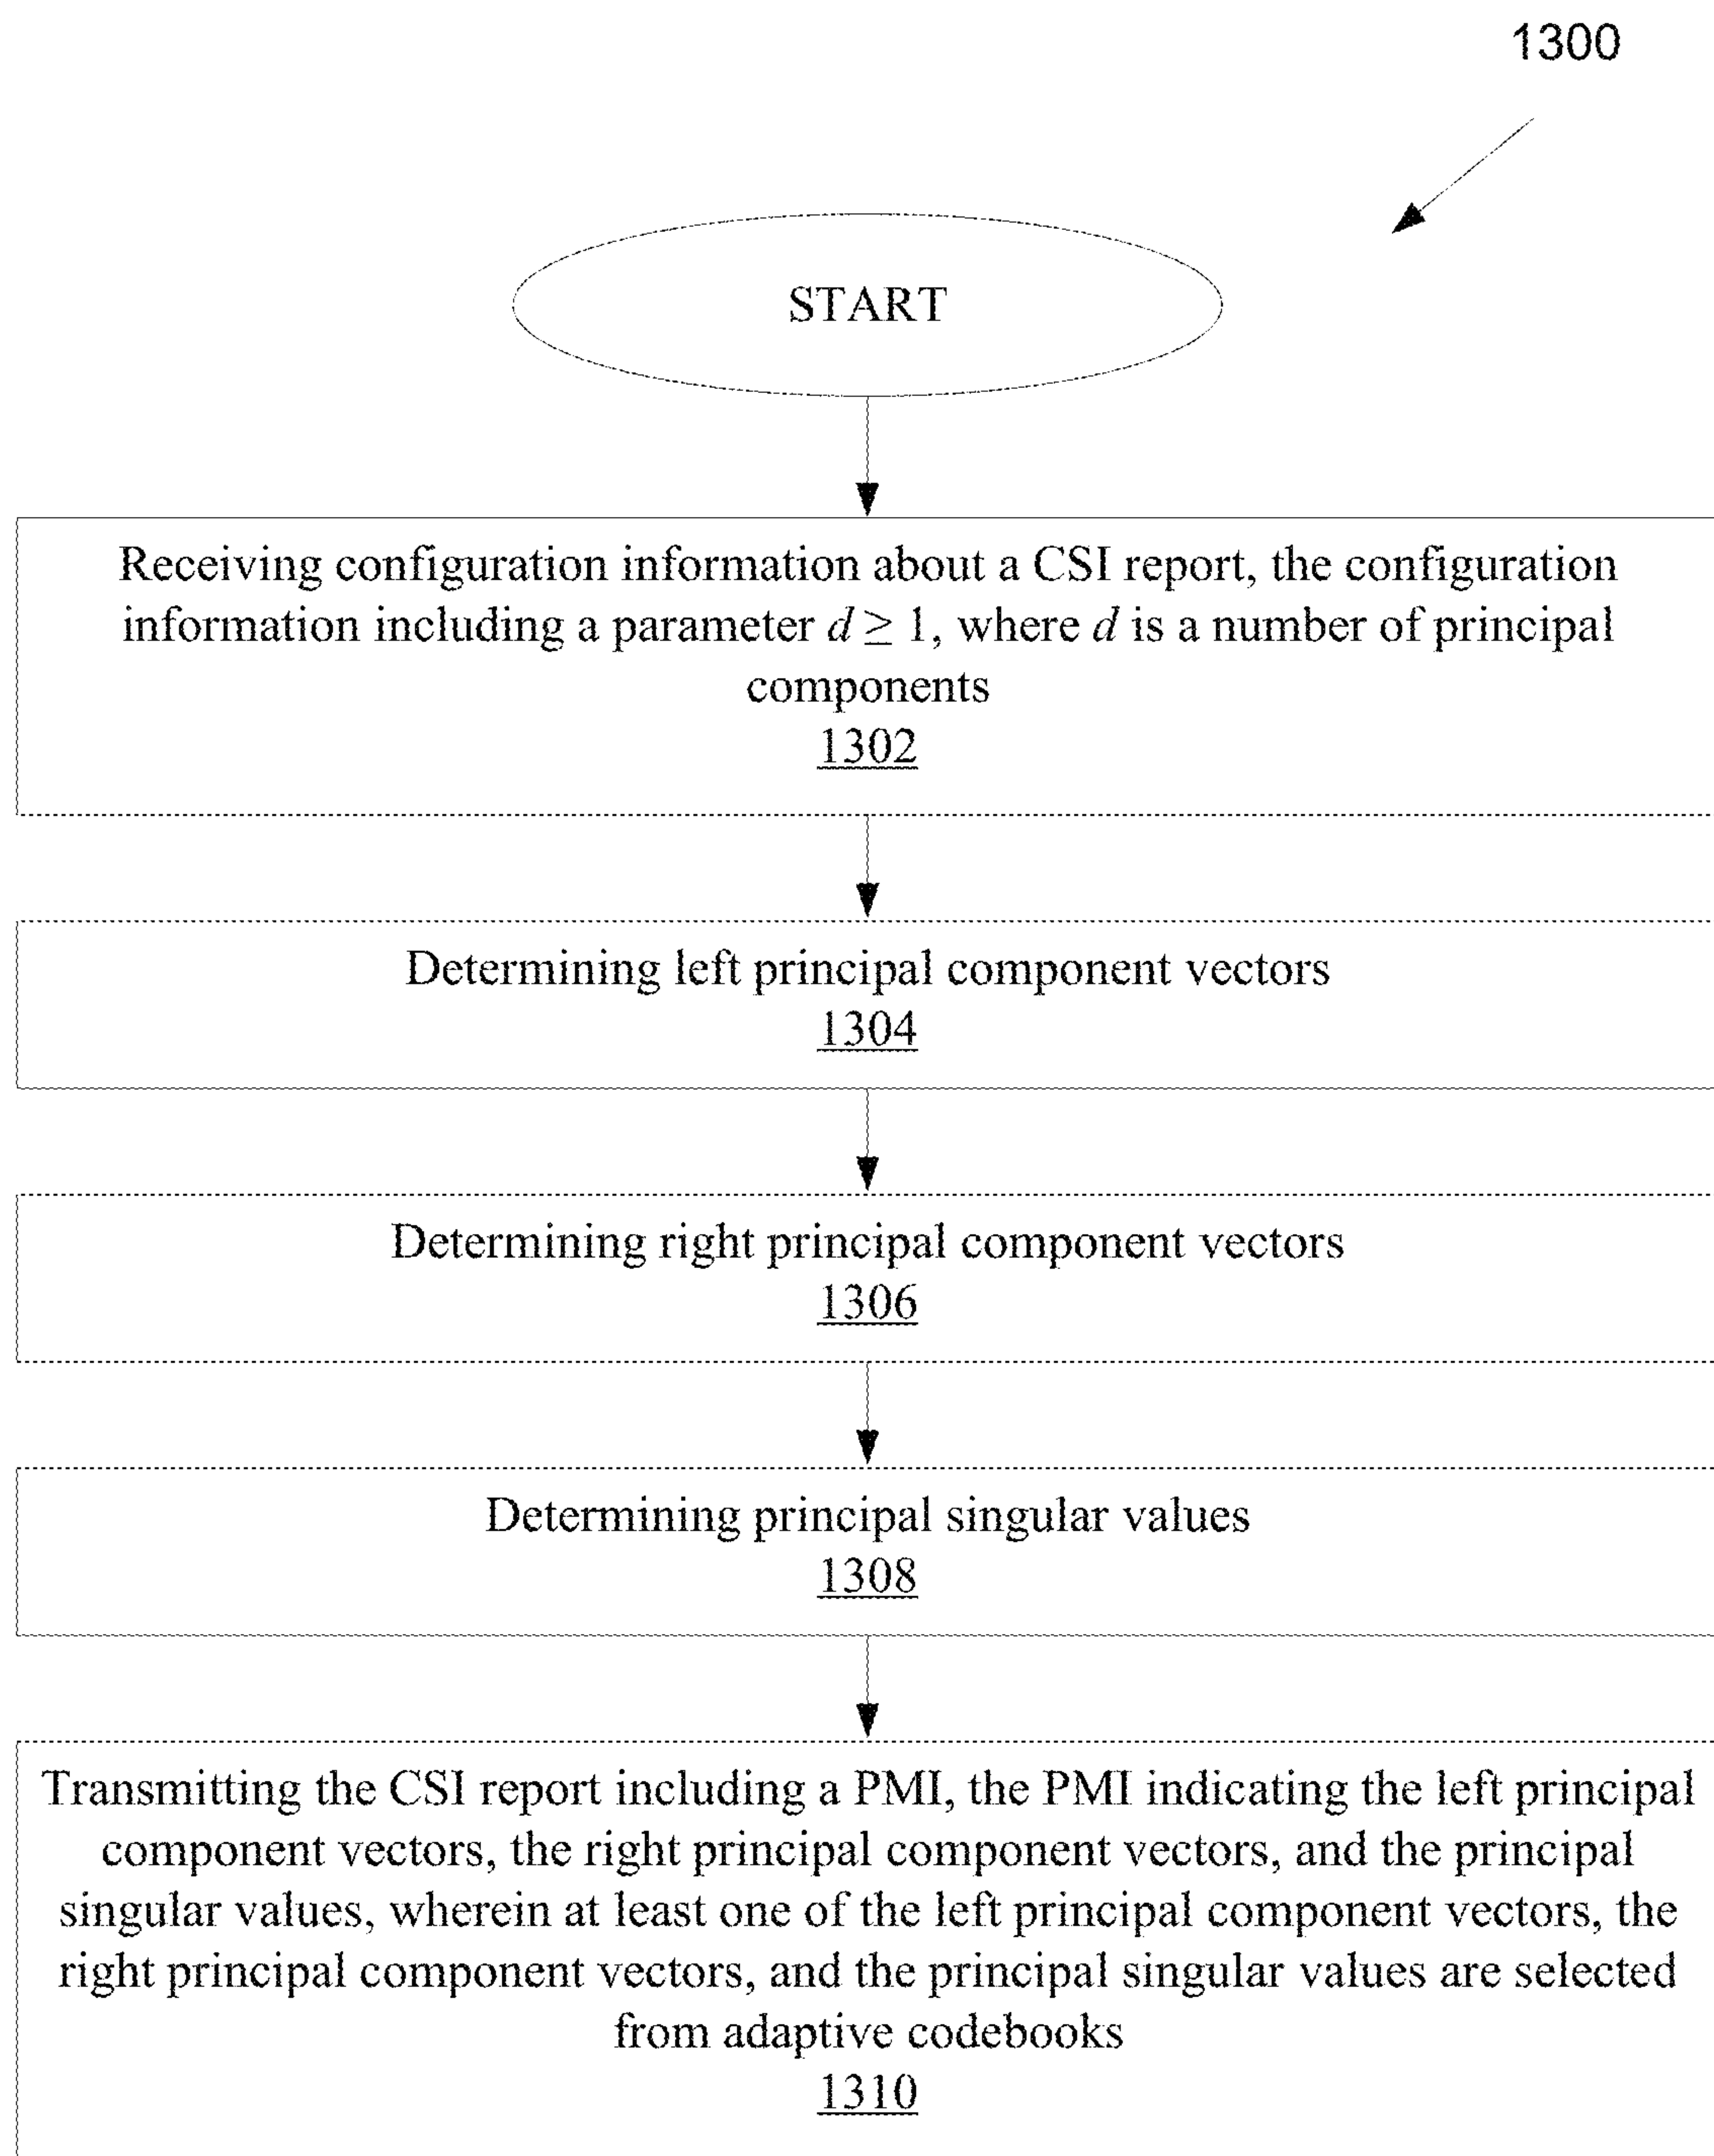 1300
START
Receiving configuration information about a CSI report, the configuration
information including a parameter d ≥ 1, where d is a number of principal
components
1302
Determining left principal component vectors
1304
Determining right principal component vectors
1306
Determining principal singular values
1308
Transmitting the CSI report including a PMI, the PMI indicating the left principal
component vectors, the right principal component vectors, and the principal
singular values, wherein at least one of the left principal component vectors, the
right principal component vectors, and the principal singular values are selected
from adaptive codebooks
1310